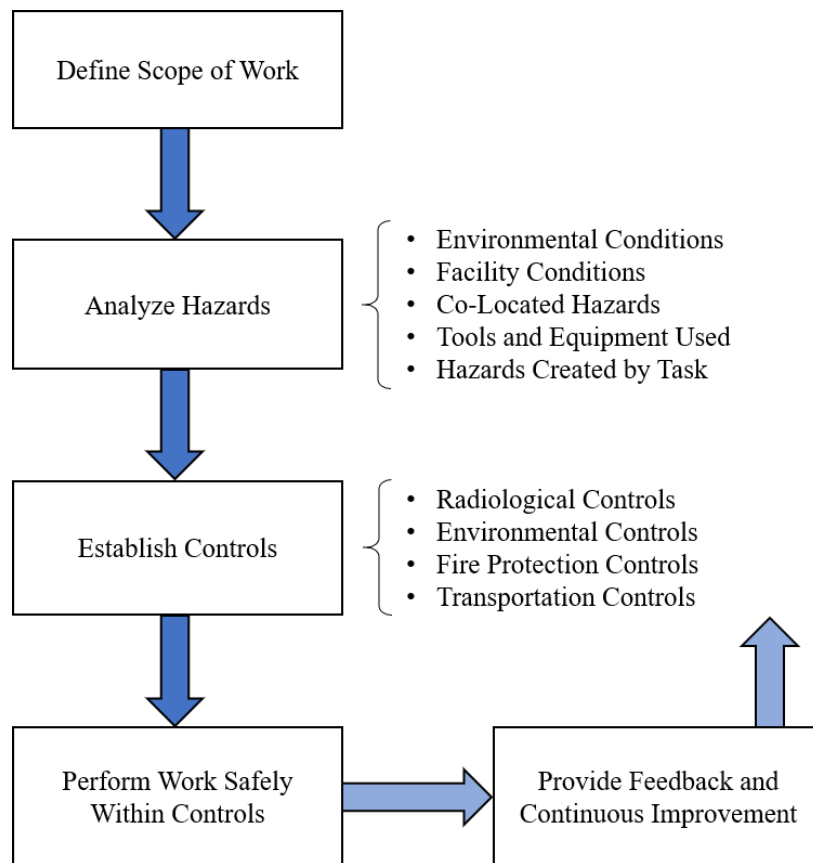 Define Scope of Work
Analyze Hazards
• Environmental Conditions
• Facility Conditions
• Co-Located Hazards
• Tools and Equipment Used
• Hazards Created by Task
Establish Controls
• Radiological Controls
• Environmental Controls
• Fire Protection Controls
• Transportation Controls
Perform Work Safely
Within Controls
Provide Feedback and
Continuous Improvement